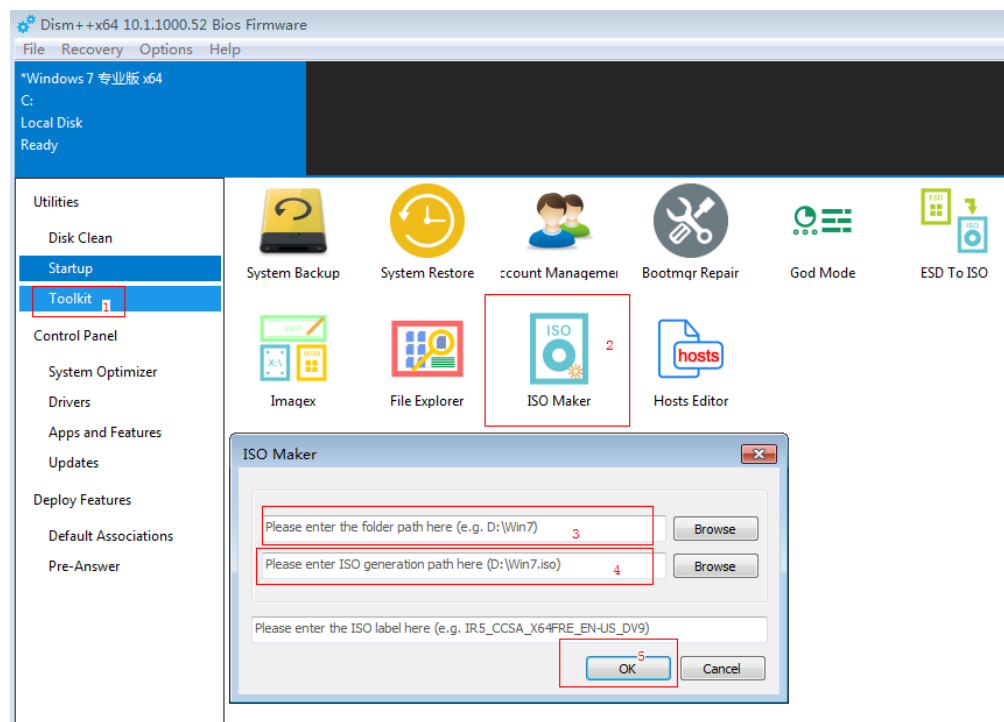 Dism++x64 10.1.1000.52 Bios Firmware
File Recovery Options Help
*Windows 7 专业版 x64
C:
Local Disk
Ready
Utilities
Disk Clean
Startup
Toolkit
1
Control Panel
System Optimizer
Drivers
Apps and Features
Updates
Deploy Features
Default Associations
Pre-Answer
System Backup
System Restore
ccount Managemen
Bootmgr Repair
God Mode
ESD
ISO
ESD To ISO
EDIT
X:\
WIM
Imagex
File Explorer
ISO
2
ISO Maker
hosts
Hosts Editor
ISO Maker
Please enter the folder path here (e.g. D:\Win7)
3
Browse
Please enter ISO generation path here (D:\Win7.iso)
4
Browse
Please enter the ISO label here (e.g. IR5_CCSA_X64FRE_EN-US_DV9)
5
OK
Cancel